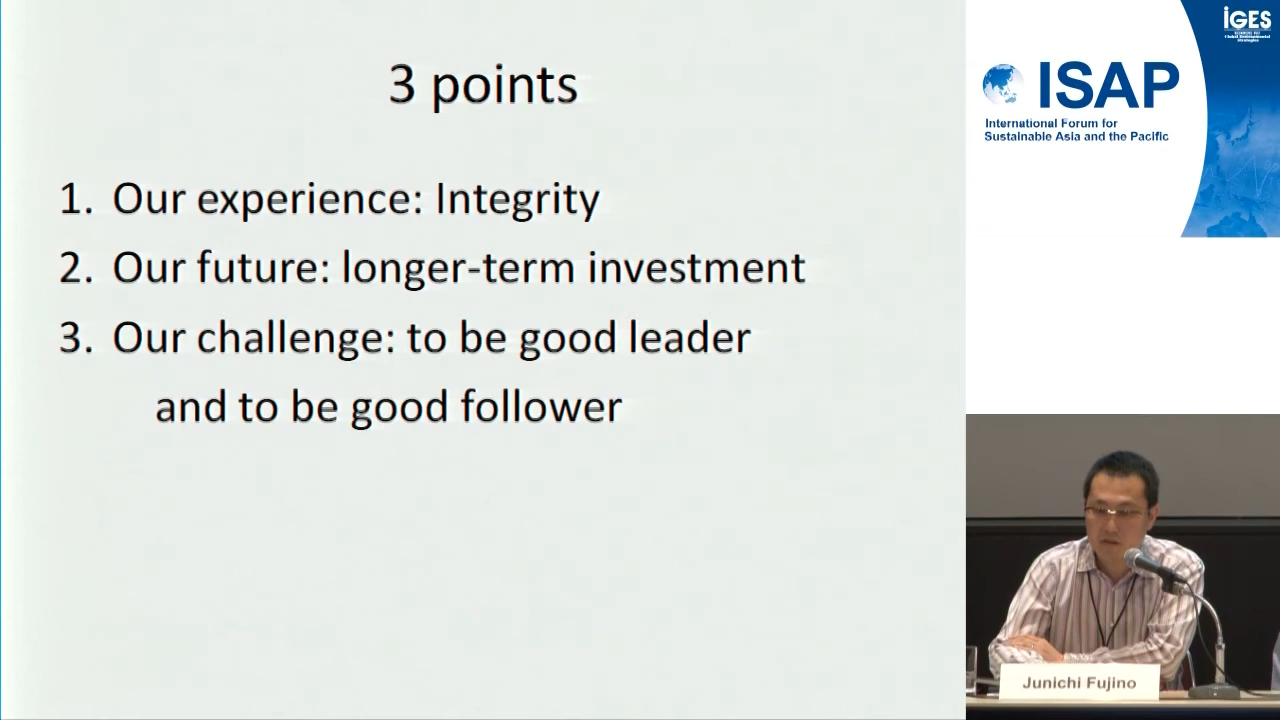 3 points
1. Our experience: Integrity
2. Our future: longer-term investment
3. Our challenge: to be good leader
and to be good follower
IGES
ISAP
International Forum for
Sustainable Asia and the Pacific
Junichi Fujino